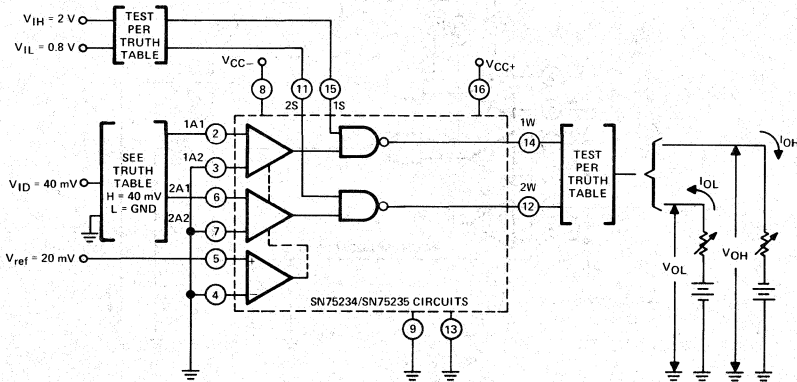 V_IH = 2 V
V_IL = 0.8 V
TEST
PER
TRUTH
TABLE
V_CC−
V_CC+
8
11
15
16
2S
1S
1A1
2
1A2
3
2A1
6
2A2
7
5
4
V_ID = 40 mV
SEE
TRUTH
TABLE
H = 40 mV
L = GND
V_ref = 20 mV
+
−
1W
14
2W
12
SN75234/SN75235 CIRCUITS
9
13
TEST
PER
TRUTH
TABLE
I_OL
I_OH
V_OL
V_OH